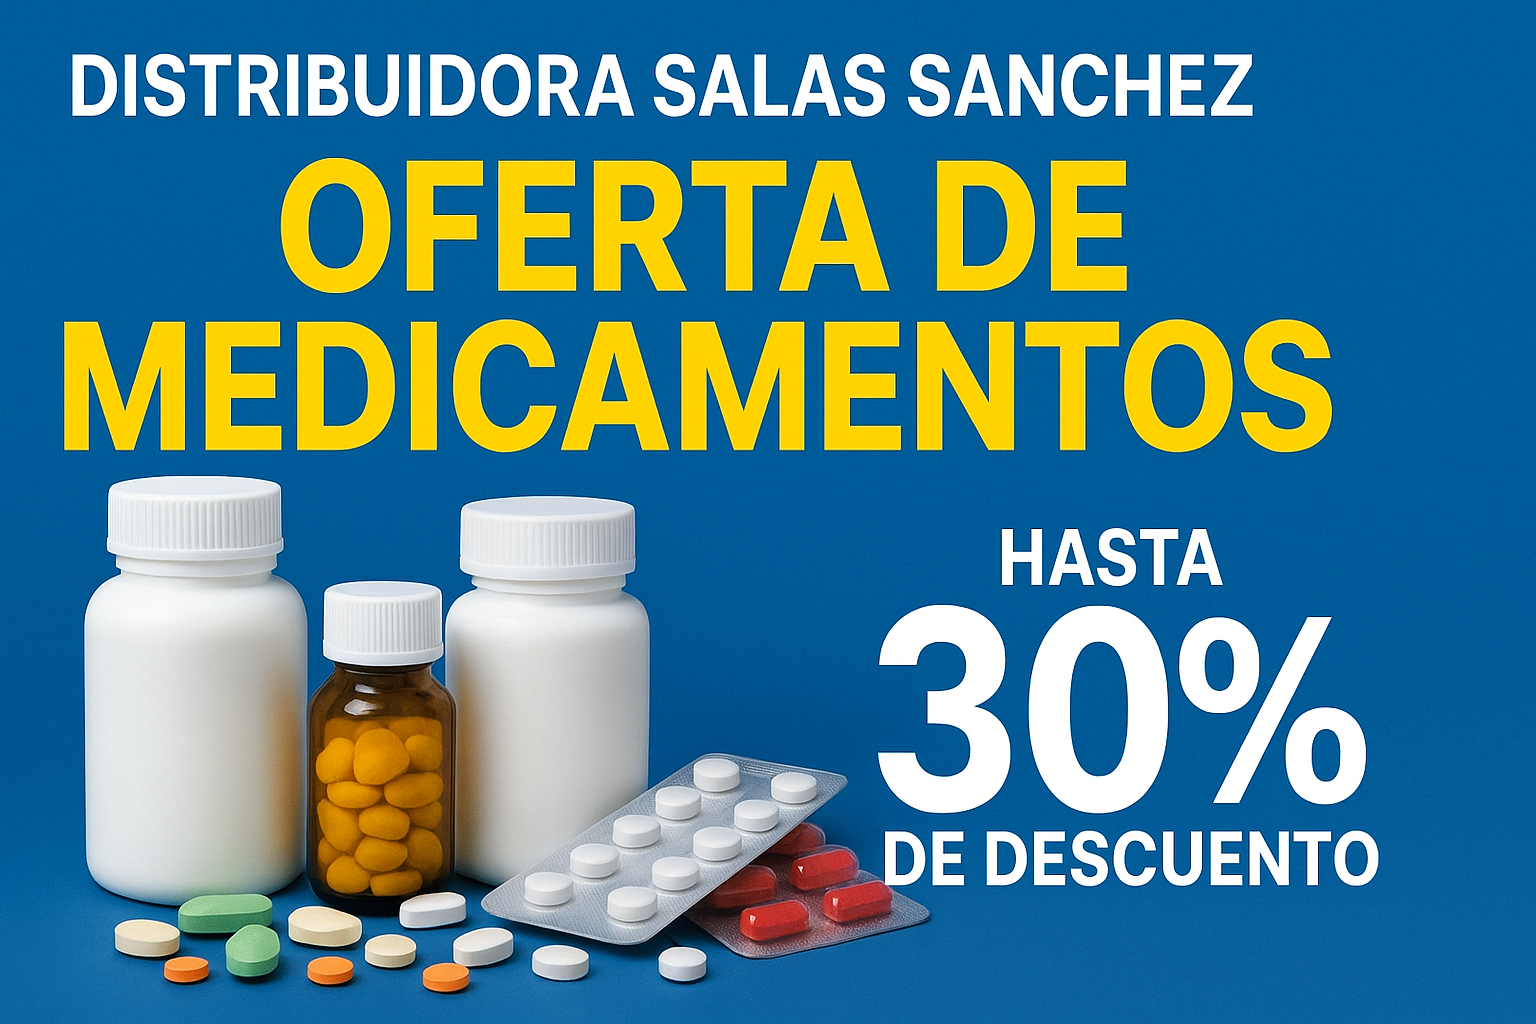 DISTRIBUIDORA SALAS SANCHEZ
OFERTA DE
MEDICAMENTOS
HASTA
30%
DE DESCUENTO